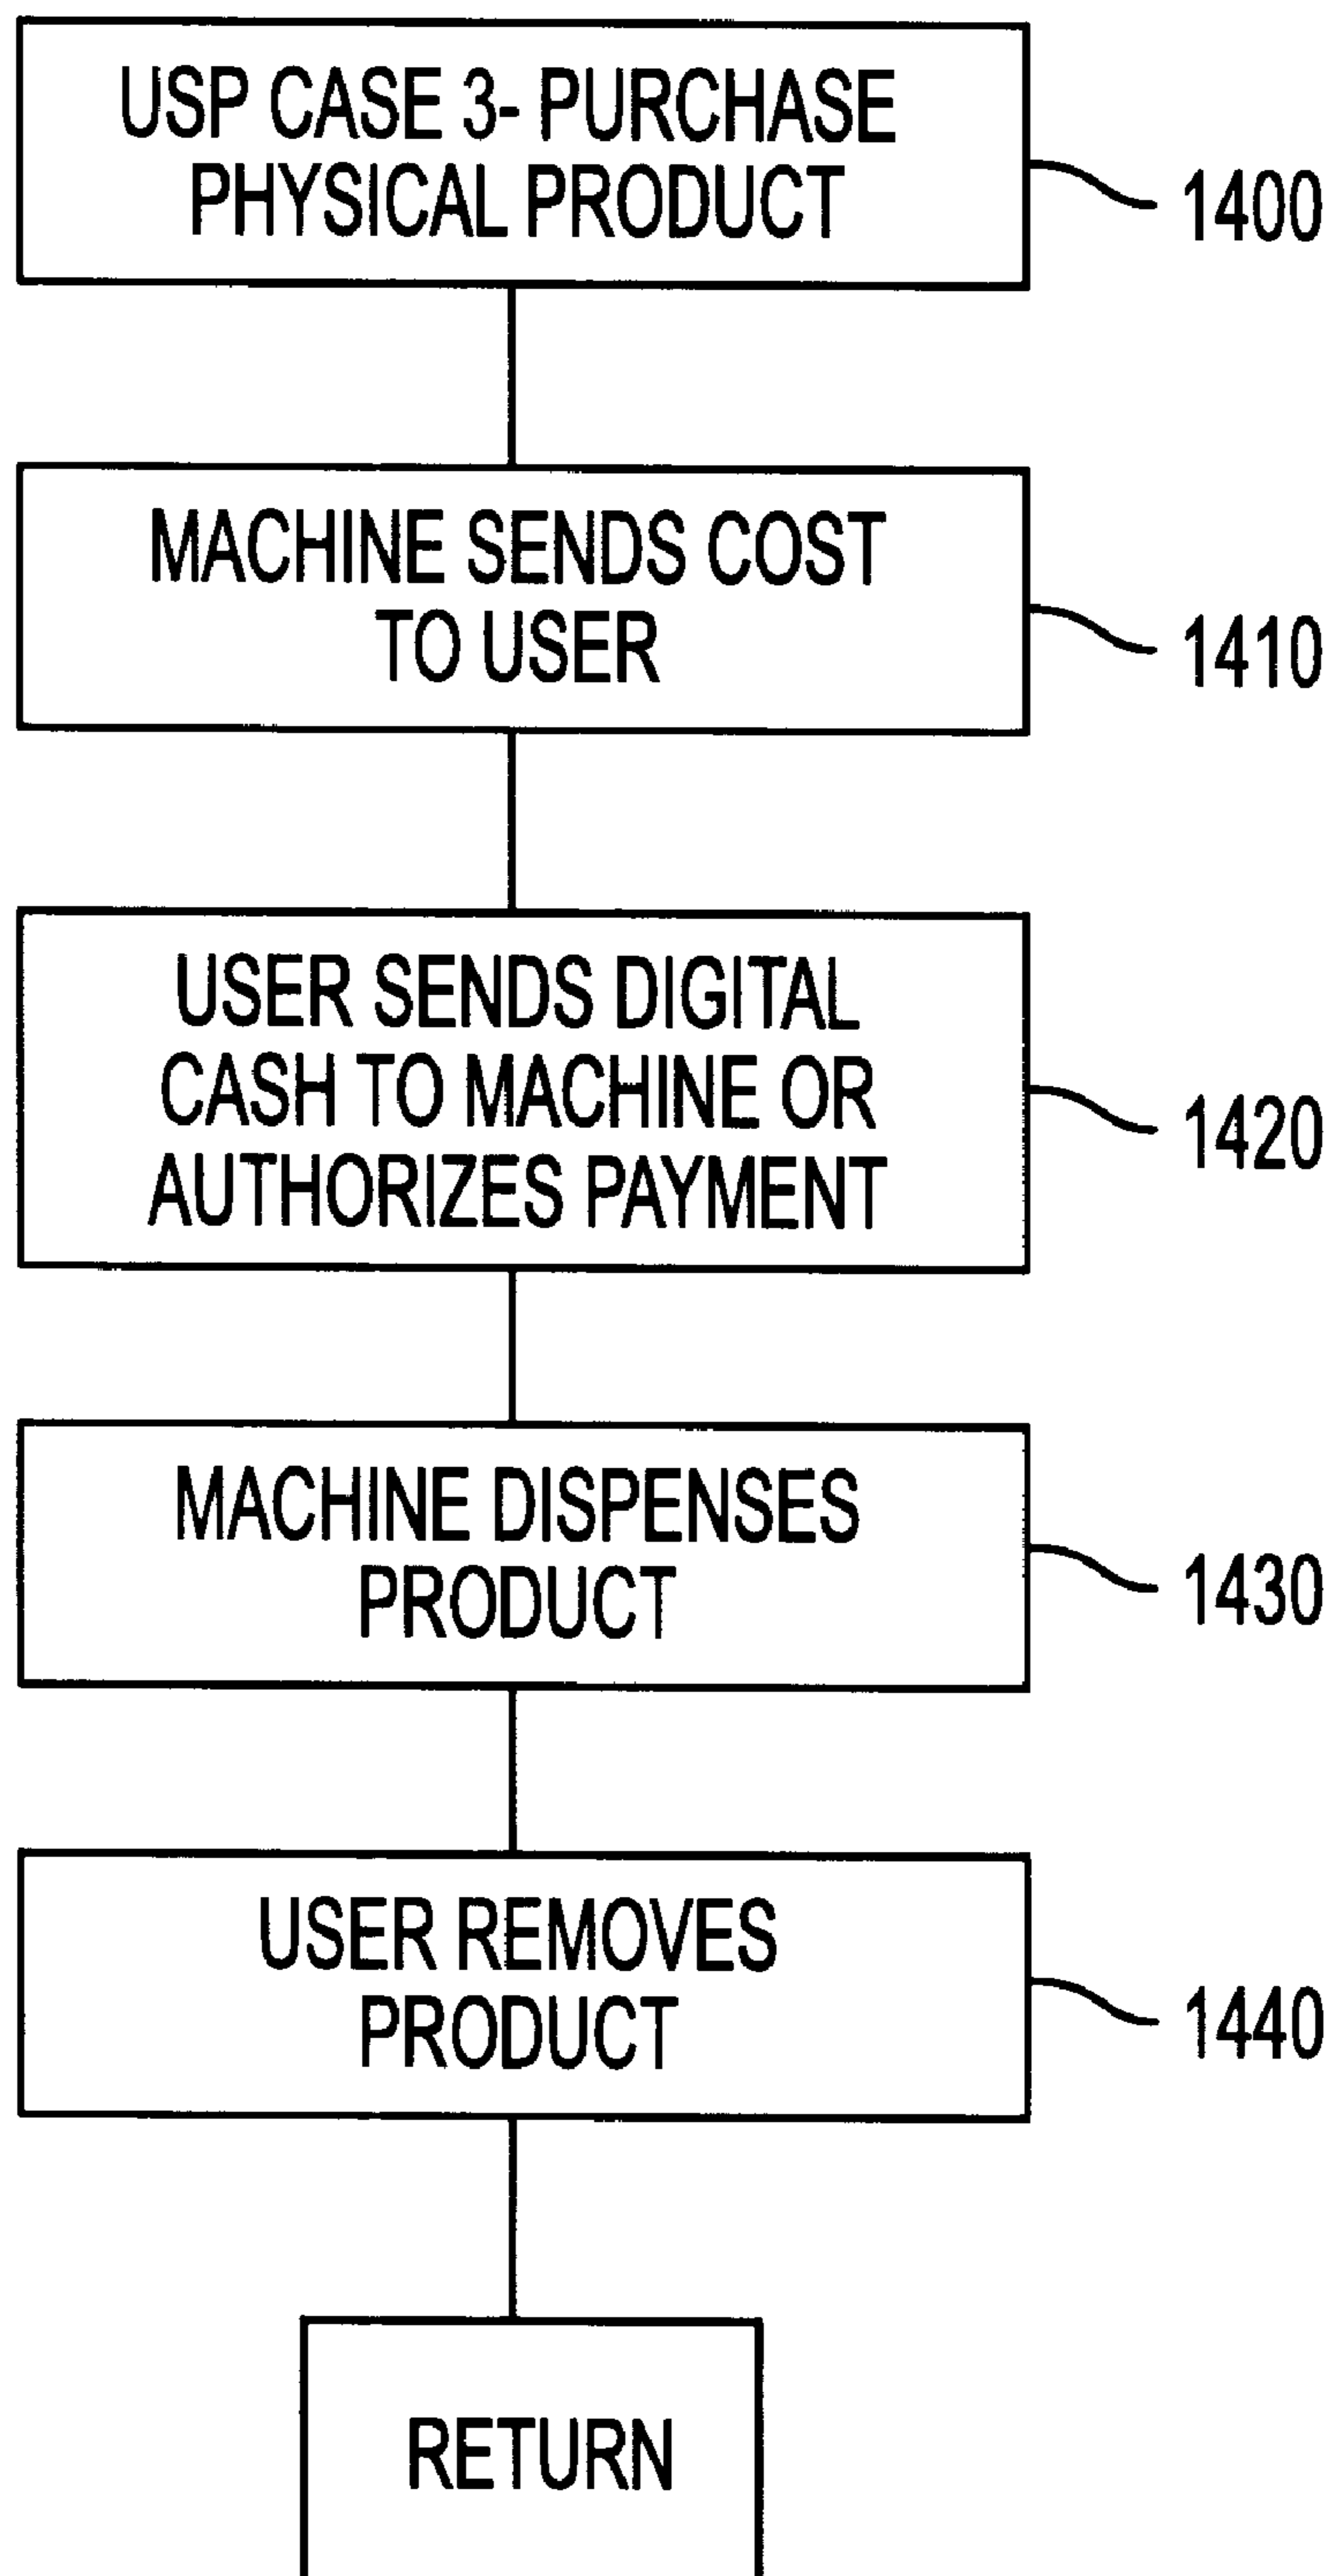 USP CASE 3- PURCHASE
PHYSICAL PRODUCT
1400
MACHINE SENDS COST
TO USER
1410
USER SENDS DIGITAL
CASH TO MACHINE OR
AUTHORIZES PAYMENT
1420
MACHINE DISPENSES
PRODUCT
1430
USER REMOVES
PRODUCT
1440
RETURN